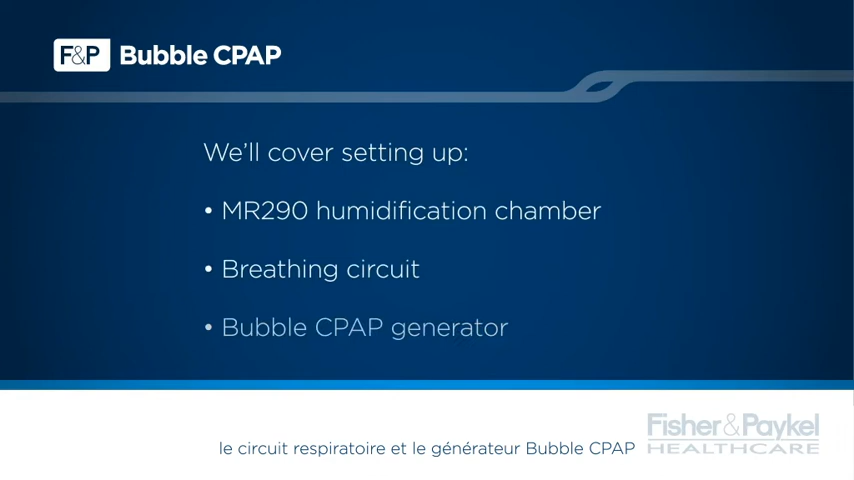 F&P Bubble CPAP
We'll cover setting up:
• MR290 humidification chamber
• Breathing circuit
• Bubble CPAP generator
Fisher&Paykel
HEALTHCARE
le circuit respiratoire et le générateur Bubble CPAP